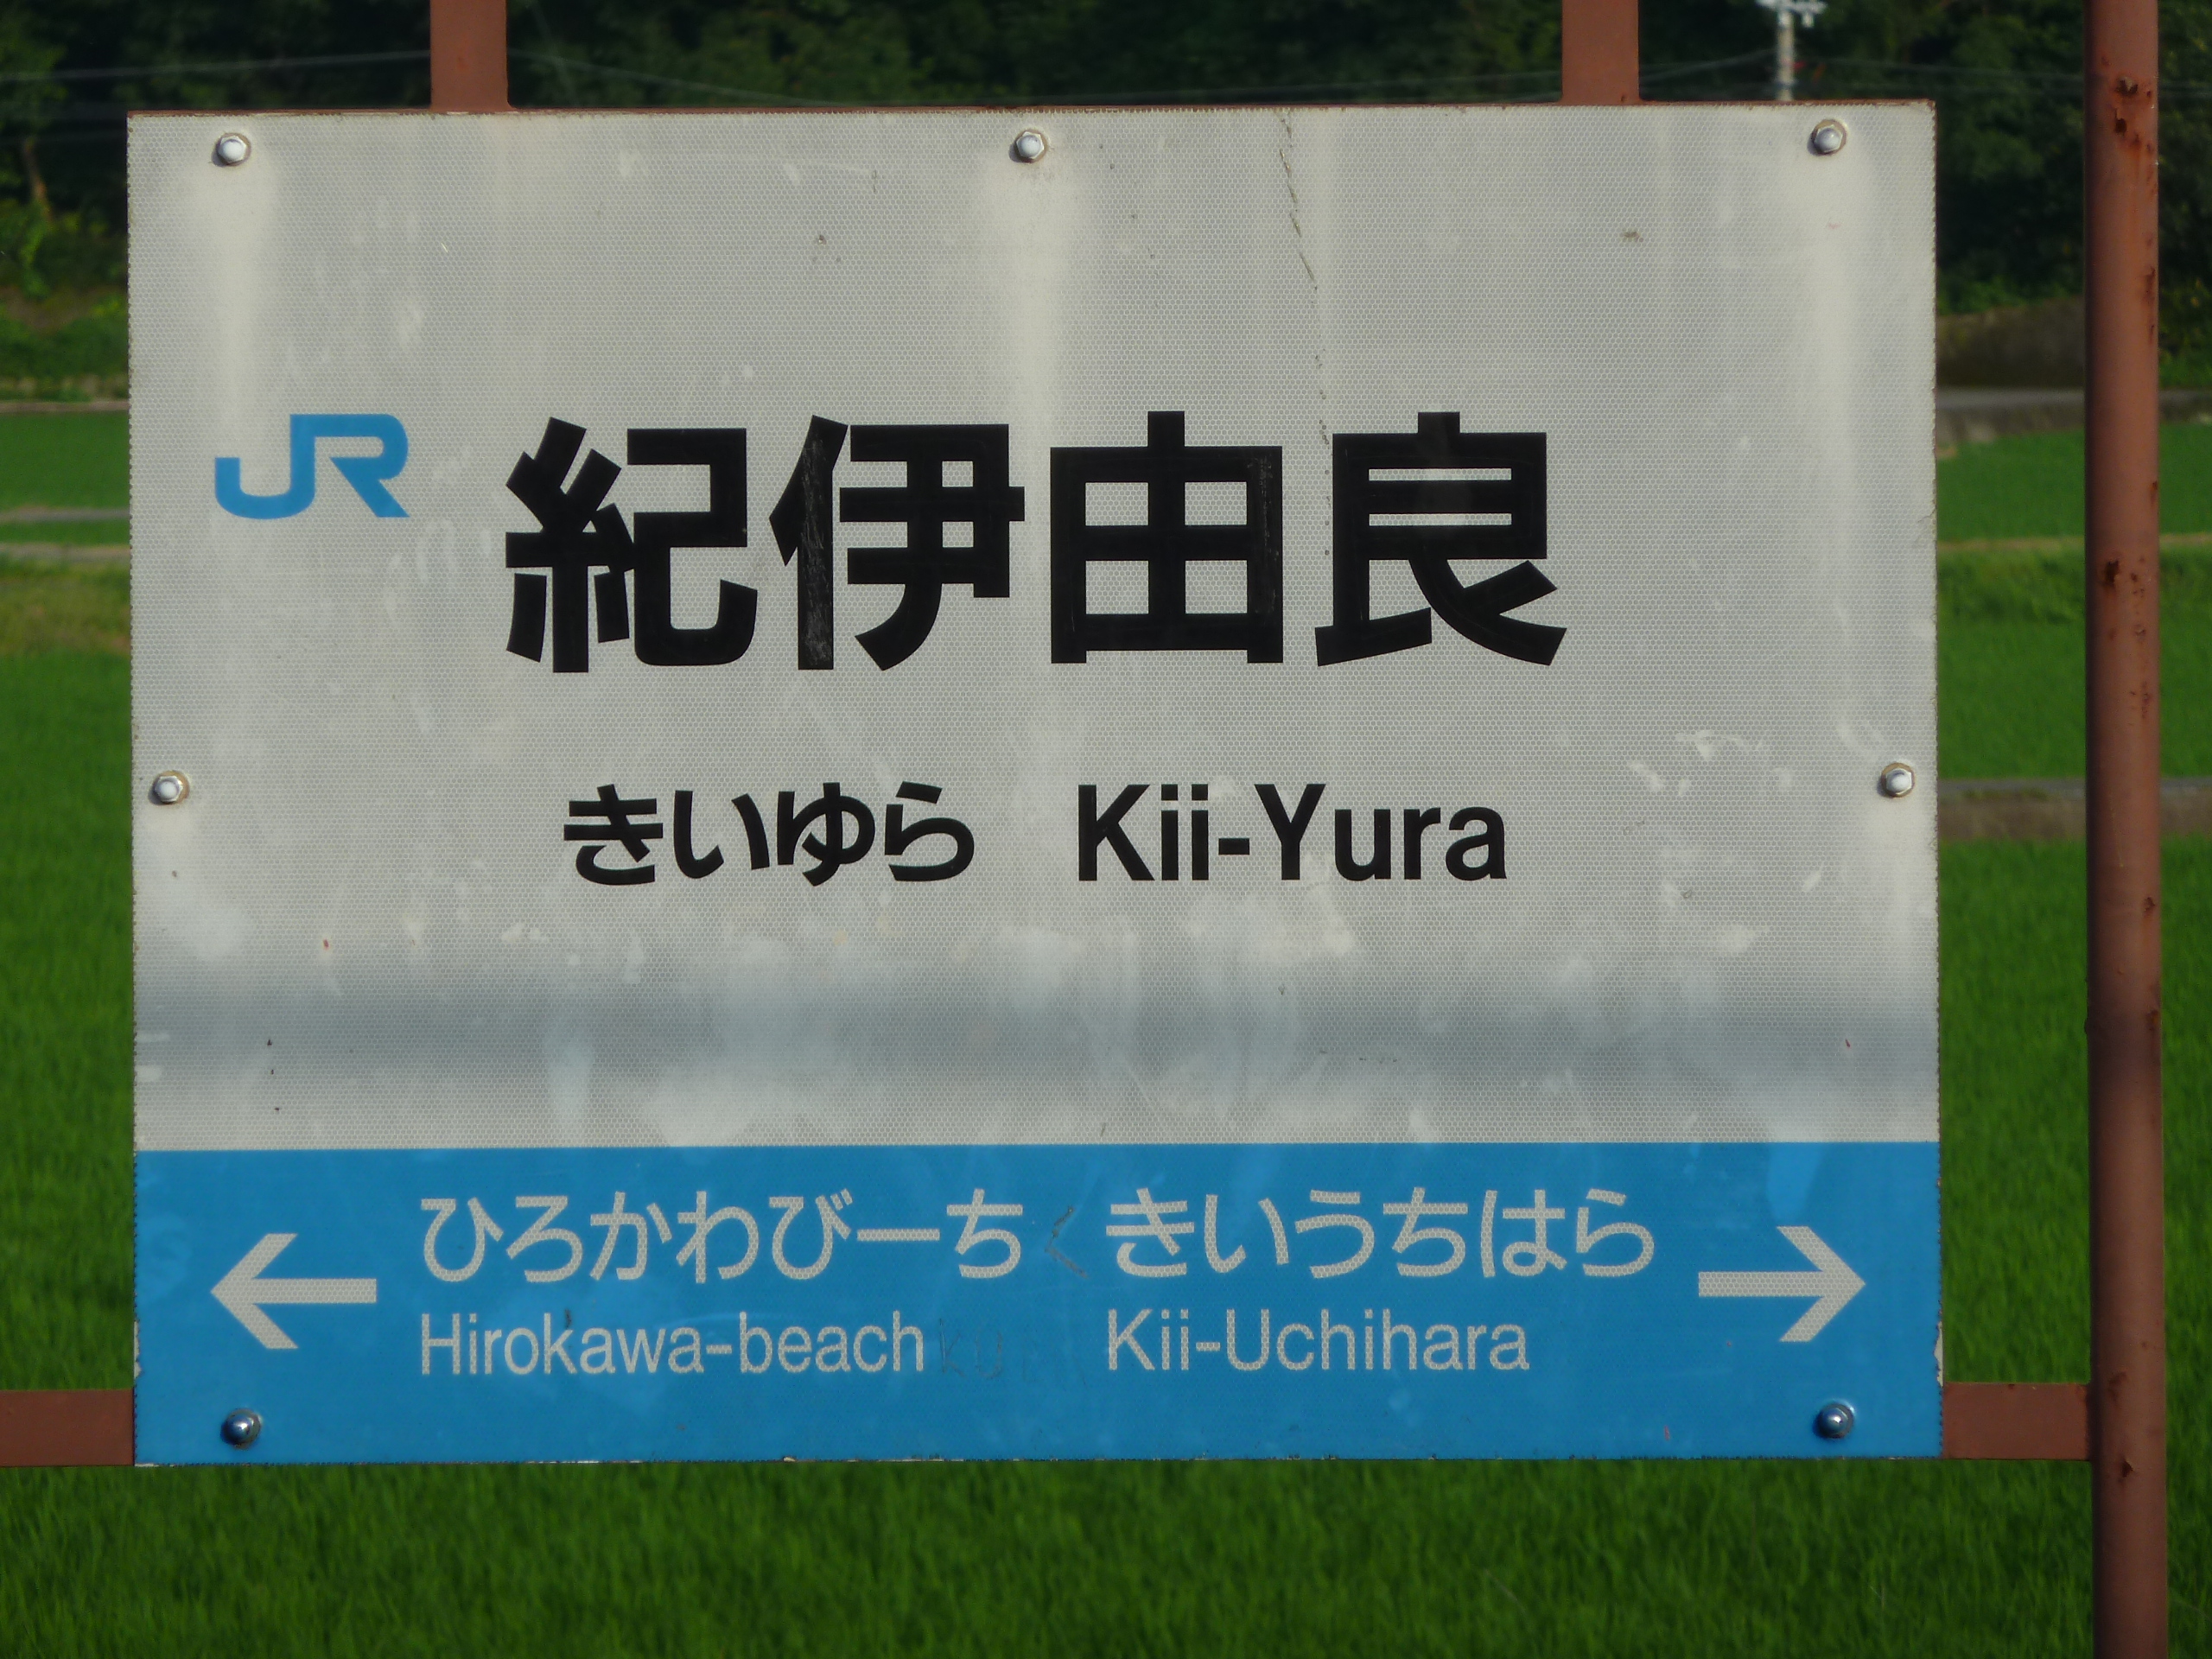 JR 紀伊由良
きいゆら Kii-Yura
ひろかわびーち きいうちはら
Hirokawa-beach Kii-Uchihara